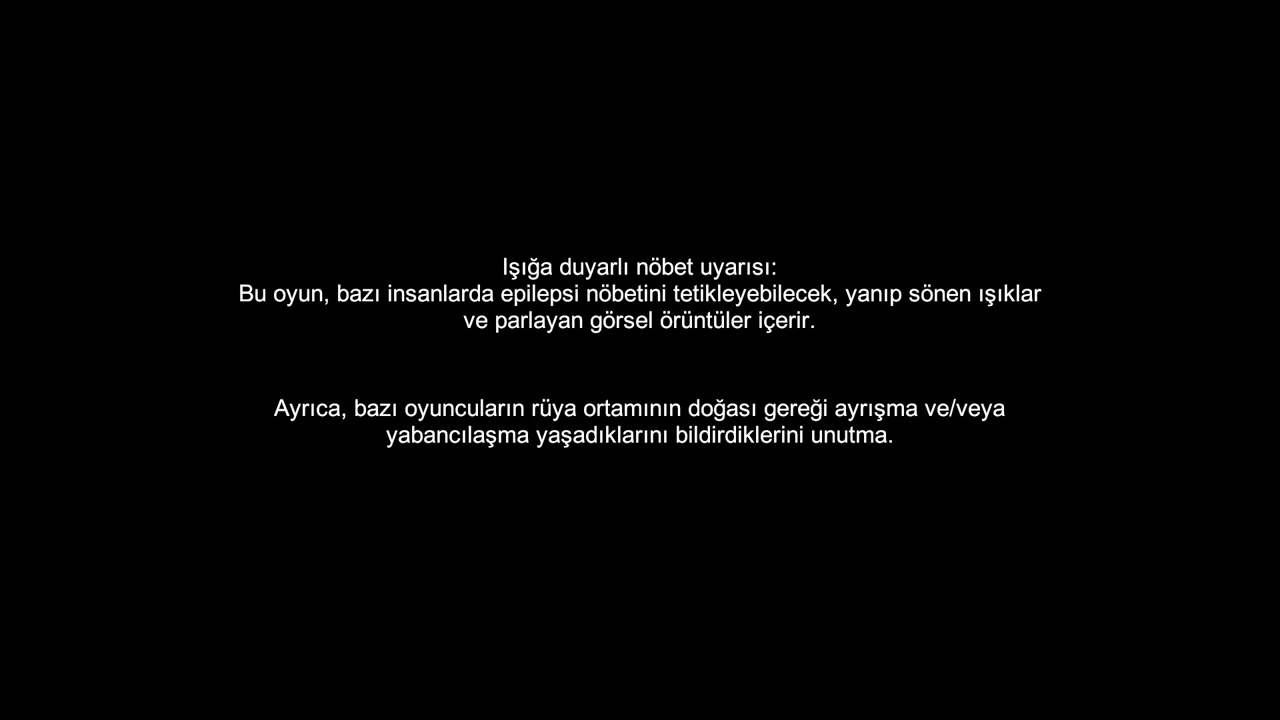 Işığa duyarlı nöbet uyarısı:
Bu oyun, bazı insanlarda epilepsi nöbetini tetikleyebilecek, yanıp sönen ışıklar
ve parlayan görsel örüntüler içerir.
Ayrıca, bazı oyuncuların rüya ortamının doğası gereği ayrışma ve/veya
yabancılaşma yaşadıklarını bildirdiklerini unutma.